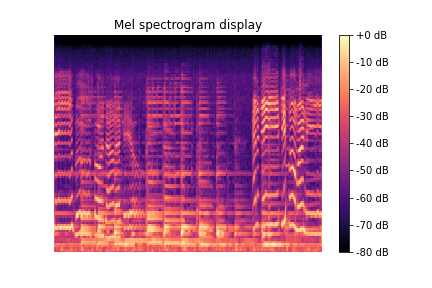 Mel spectrogram display
+0 dB
-10 dB
-20 dB
-30 dB
-40 dB
-50 dB
-60 dB
-70 dB
-80 dB